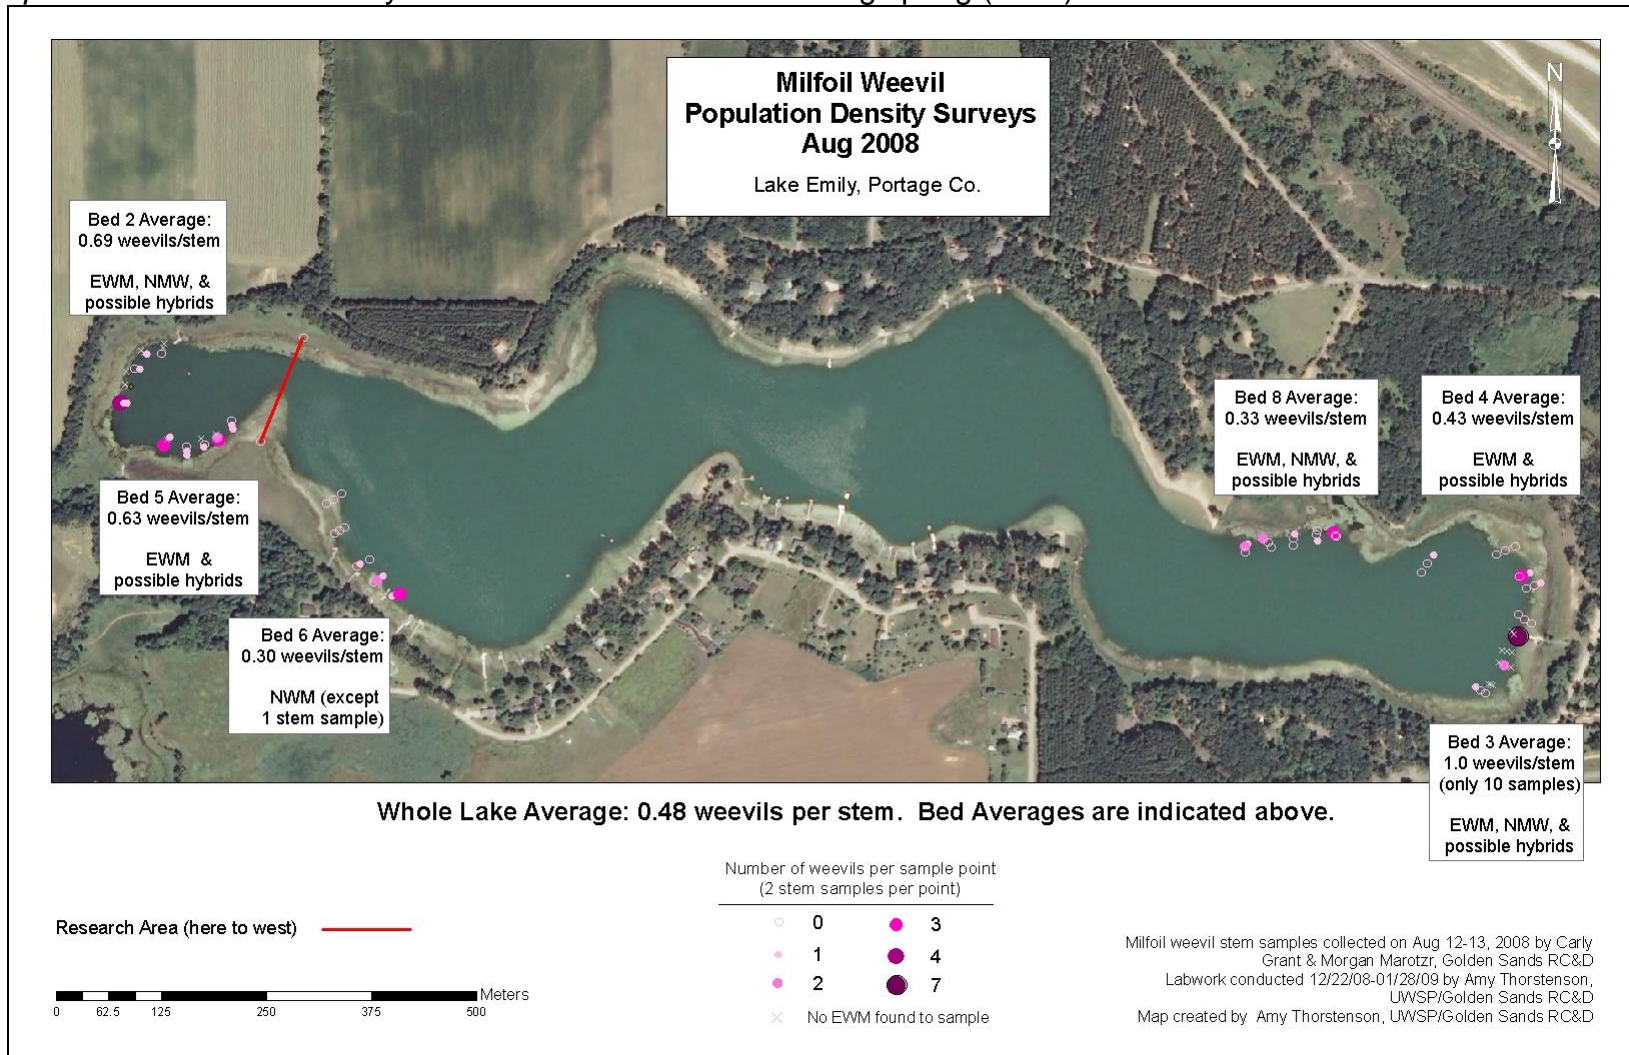 Milfoil Weevil
Population Density Surveys
Aug 2008
Lake Emily, Portage Co.
N
Bed 2 Average:
0.69 weevils/stem
EWM, NMW, &
possible hybrids
Bed 8 Average:
0.33 weevils/stem
EWM, NMW, &
possible hybrids
Bed 4 Average:
0.43 weevils/stem
EWM &
possible hybrids
Bed 5 Average:
0.63 weevils/stem
EWM &
possible hybrids
Bed 6 Average:
0.30 weevils/stem
NWM (except
1 stem sample)
Bed 3 Average:
1.0 weevils/stem
(only 10 samples)
EWM, NMW, &
possible hybrids
Whole Lake Average: 0.48 weevils per stem. Bed Averages are indicated above.
Number of weevils per sample point
(2 stem samples per point)
0
3
1
4
2
7
No EWM found to sample
Research Area (here to west)
Meters
0 62.5 125 250 375 500
Milfoil weevil stem samples collected on Aug 12-13, 2008 by Carly
Grant & Morgan Marotzr, Golden Sands RC&D
Labwork conducted 12/22/08-01/28/09 by Amy Thorstenson,
UWSP/Golden Sands RC&D
Map created by Amy Thorstenson, UWSP/Golden Sands RC&D